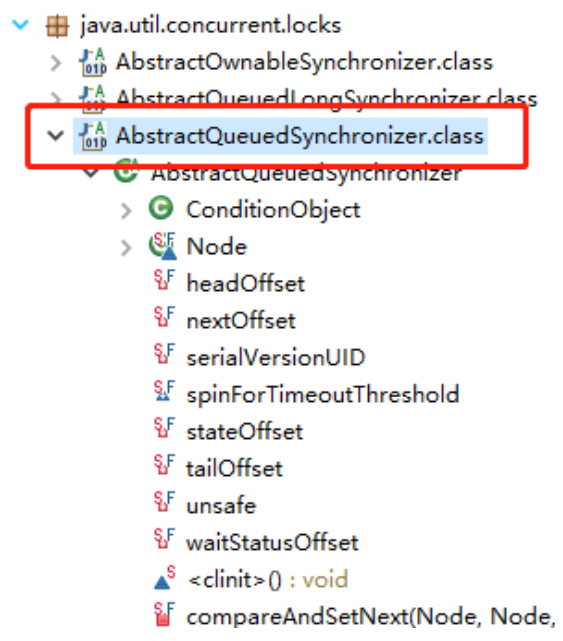 java.util.concurrent.locks
AbstractOwnableSynchronizer.class
AbstractQueuedLongSynchronizer.class
AbstractQueuedSynchronizer.class
AbstractQueuedSynchronizer
ConditionObject
Node
headOffset
nextOffset
serialVersionUID
spinForTimeoutThreshold
stateOffset
tailOffset
unsafe
waitStatusOffset
<clinit>() : void
compareAndSetNext(Node, Node,